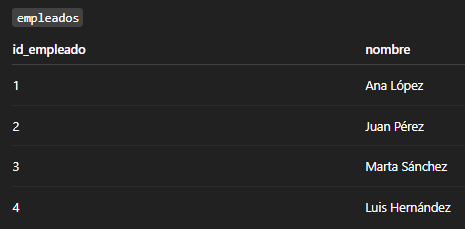 empleados
id_empleado nombre
1 Ana López
2 Juan Pérez
3 Marta Sánchez
4 Luis Hernández